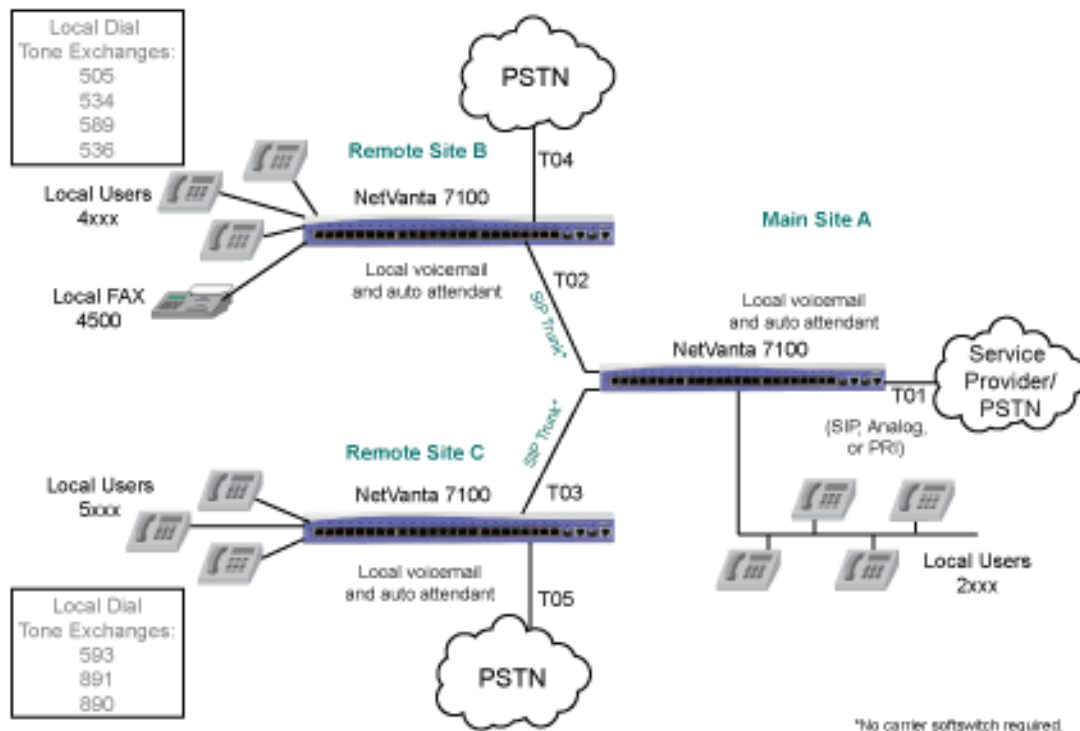 Local Dial
Tone Exchanges:
505
534
589
536
PSTN
Remote Site B
T04
Local Users
4xxx
NetVanta 7100
Main Site A
Local voicemail
and auto attendant
T02
Local FAX
4500
SIP Trunk*
Local voicemail
and auto attendant
NetVanta 7100
Service
Provider/
PSTN
T01
(SIP, Analog,
or PRI)
SIP Trunk*
Remote Site C
Local Users
5xxx
NetVanta 7100
T03
Local voicemail
and auto attendant
T05
Local Users
2xxx
Local Dial
Tone Exchanges:
593
891
890
PSTN
*No carrier softswitch required.